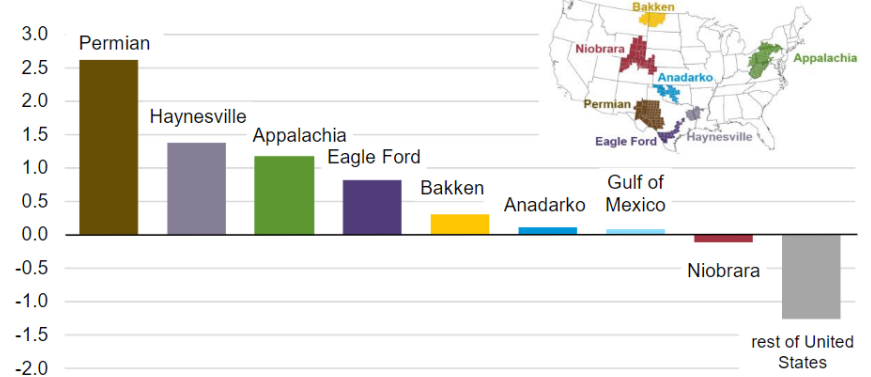 3.0
2.5
2.0
1.5
1.0
0.5
0.0
-0.5
-1.0
-1.5
-2.0
Permian
Haynesville
Appalachia
Eagle Ford
Bakken
Anadarko
Gulf of
Mexico
Niobrara
rest of United
States
Bakken
Niobrara
Appalachia
Anadarko
Permian
Eagle Ford
Haynesville